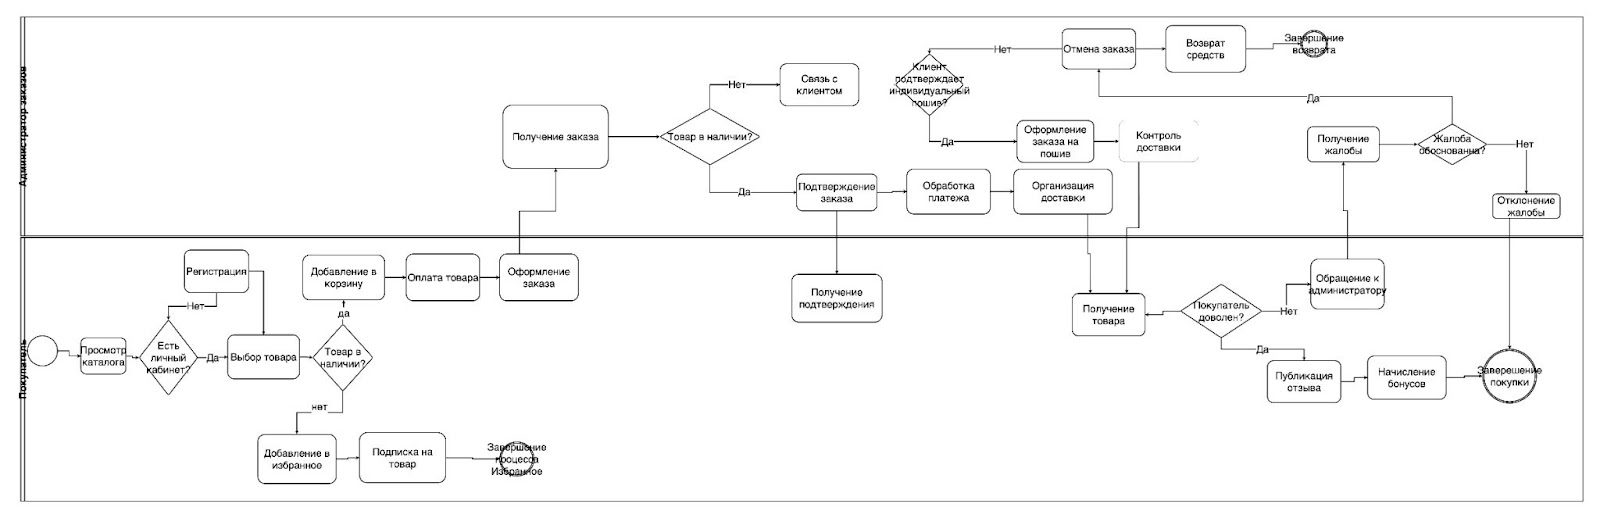 Администратор заказов
Получение заказа
Товар в наличии?
Нет
Связь с
клиентом
Да
Подтверждение
заказа
Обработка
платежа
Организация
доставки
Клиент
подтверждает
индивидуальный
пошив?
Нет
Отмена заказа
Возврат
средств
Завершение
возврата
Да
Оформление
заказа на
пошив
Контроль
доставки
Получение
жалобы
Жалоба
обоснованна?
Да
Нет
Отклонение
жалобы
Покупатель
Просмотр
каталога
Есть
личный
кабинет?
Нет
Регистрация
Да
Выбор товара
Товар в
наличии?
да
Добавление в
корзину
Оплата товара
Оформление
заказа
нет
Добавление в
избранное
Подписка на
товар
Завершение
процесса
Избранное
Получение
подтверждения
Получение
товара
Покупатель
доволен?
Нет
Обращение к
администратору
Да
Публикация
отзыва
Начисление
бонусов
Заверешение
покупки